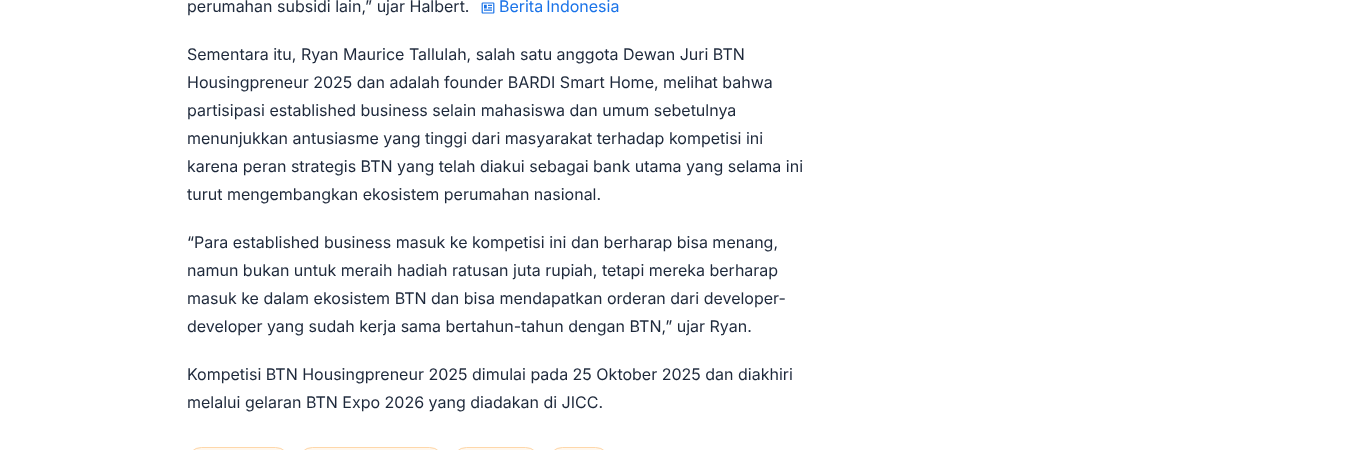 perumahan subsidi lain,” ujar Halbert. Berita Indonesia
Sementara itu, Ryan Maurice Tallulah, salah satu anggota Dewan Juri BTN
Housingpreneur 2025 dan adalah founder BARDI Smart Home, melihat bahwa
partisipasi established business selain mahasiswa dan umum sebetulnya
menunjukkan antusiasme yang tinggi dari masyarakat terhadap kompetisi ini
karena peran strategis BTN yang telah diakui sebagai bank utama yang selama ini
turut mengembangkan ekosistem perumahan nasional.
“Para established business masuk ke kompetisi ini dan berharap bisa menang,
namun bukan untuk meraih hadiah ratusan juta rupiah, tetapi mereka berharap
masuk ke dalam ekosistem BTN dan bisa mendapatkan orderan dari developer-
developer yang sudah kerja sama bertahun-tahun dengan BTN,” ujar Ryan.
Kompetisi BTN Housingpreneur 2025 dimulai pada 25 Oktober 2025 dan diakhiri
melalui gelaran BTN Expo 2026 yang diadakan di JICC.